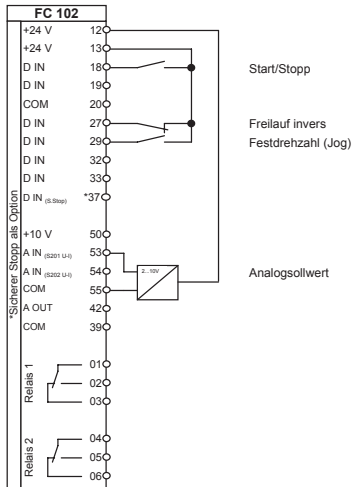 FC 102
+24 V 12
+24 V 13
D IN 18 Start/Stopp
D IN 19
COM 20
D IN 27 Freilauf invers
D IN 29 Festdrehzahl (Jog)
D IN 32
D IN 33
D IN (S.Stop) *37
+10 V 50
A IN (S201 U-I) 53
2...10V
A IN (S202 U-I) 54 Analogsollwert
COM 55
A OUT 42
COM 39
*Sicherer Stopp als Option
Relais 1
01
02
03
Relais 2
04
05
06